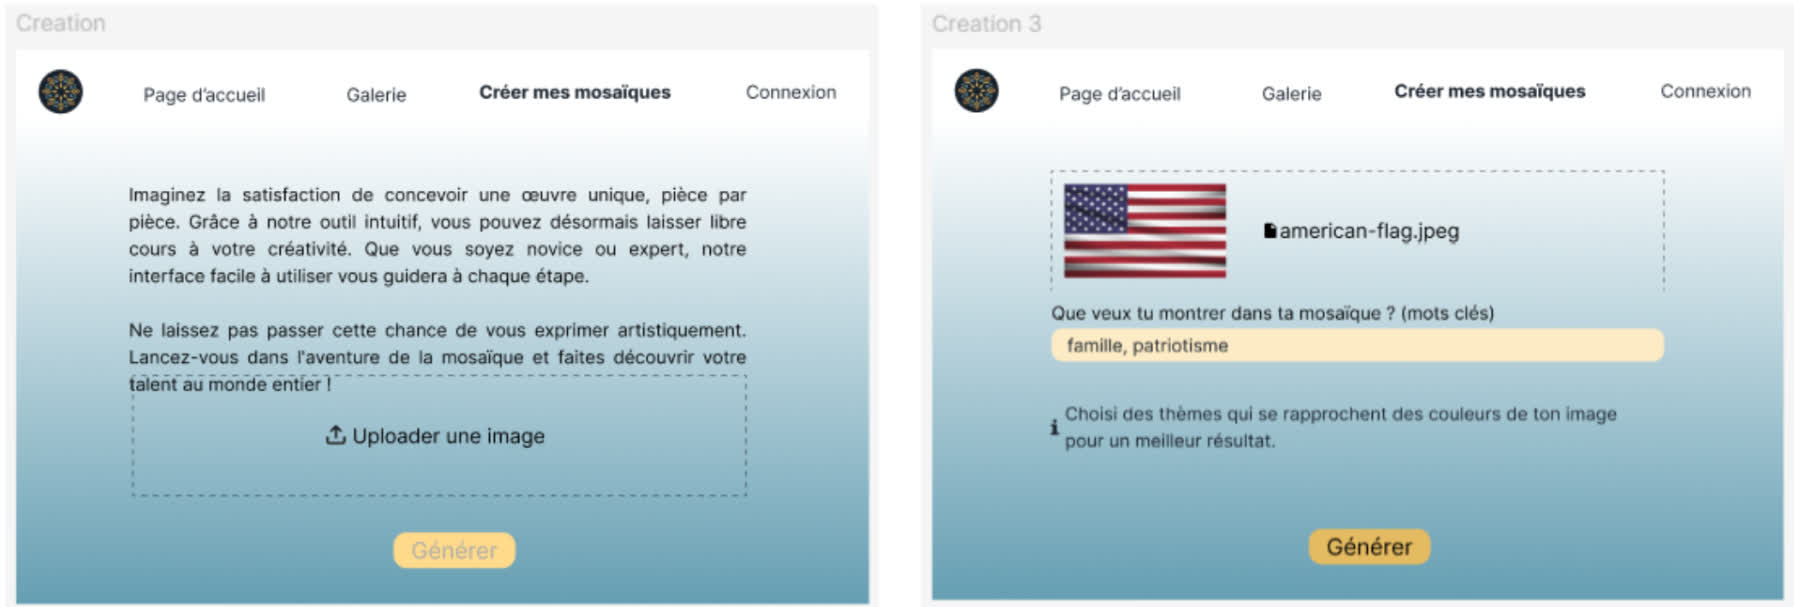 Creation
Page d'accueil
Galerie
Créer mes mosaïques
Connexion
Imaginez la satisfaction de concevoir une œuvre unique, pièce par
pièce. Grâce à notre outil intuitif, vous pouvez désormais laisser libre
cours à votre créativité. Que vous soyez novice ou expert, notre
interface facile à utiliser vous guidera à chaque étape.
Ne laissez pas passer cette chance de vous exprimer artistiquement.
Lancez-vous dans l'aventure de la mosaïque et faites découvrir votre
talent au monde entier !
Uploader une image
Générer
Creation 3
Page d'accueil
Galerie
Créer mes mosaïques
Connexion
american-flag.jpeg
Que veux tu montrer dans ta mosaïque ? (mots clés)
famille, patriotisme
Choisi des thèmes qui se rapprochent des couleurs de ton image
pour un meilleur résultat.
Générer